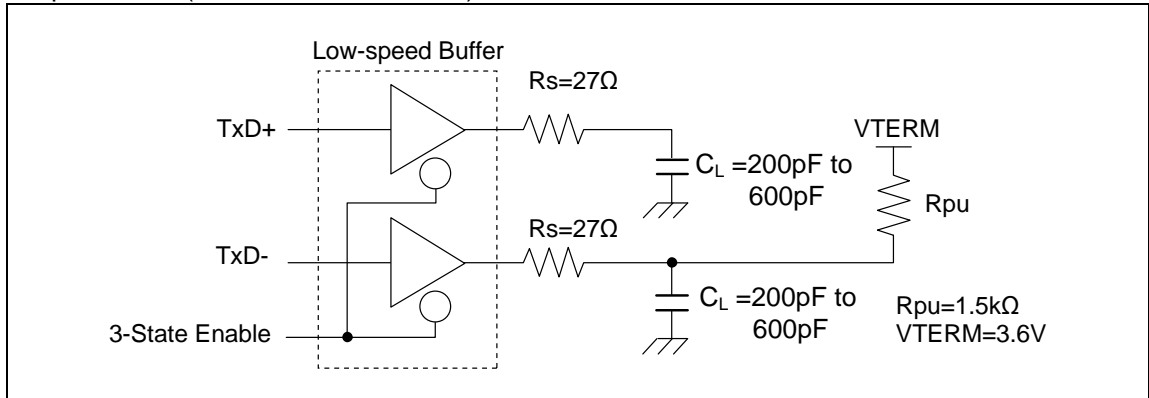 Low-speed Buffer
Rs=27Ω
TxD+
VTERM
C_L =200pF to
600pF
Rpu
Rs=27Ω
TxD-
C_L =200pF to
600pF
Rpu=1.5kΩ
VTERM=3.6V
3-State Enable